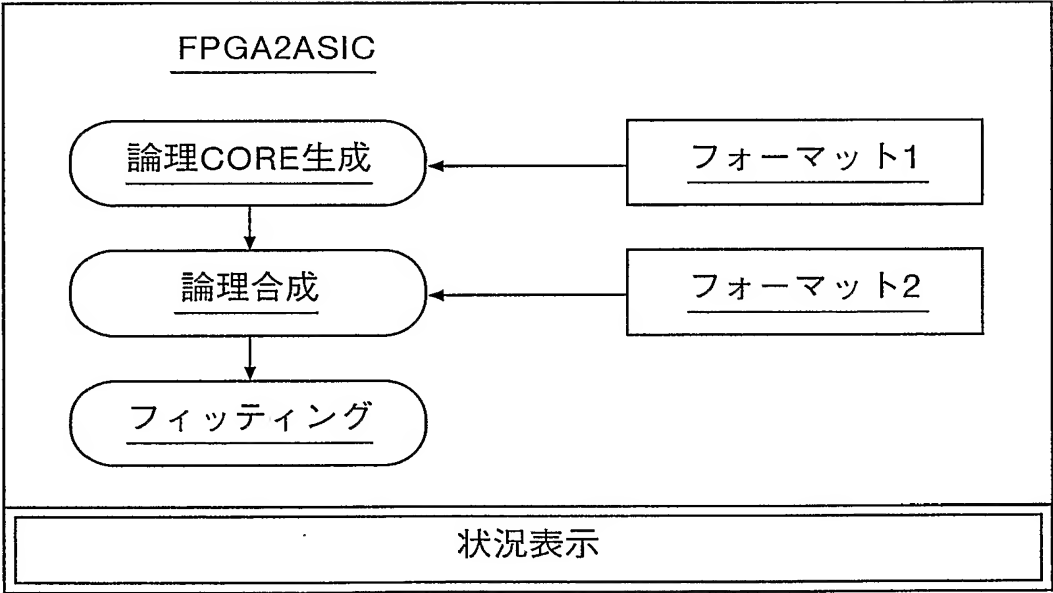 FPGA2ASIC
論理CORE生成
フォーマット1
論理合成
フォーマット2
フィッティング
状況表示